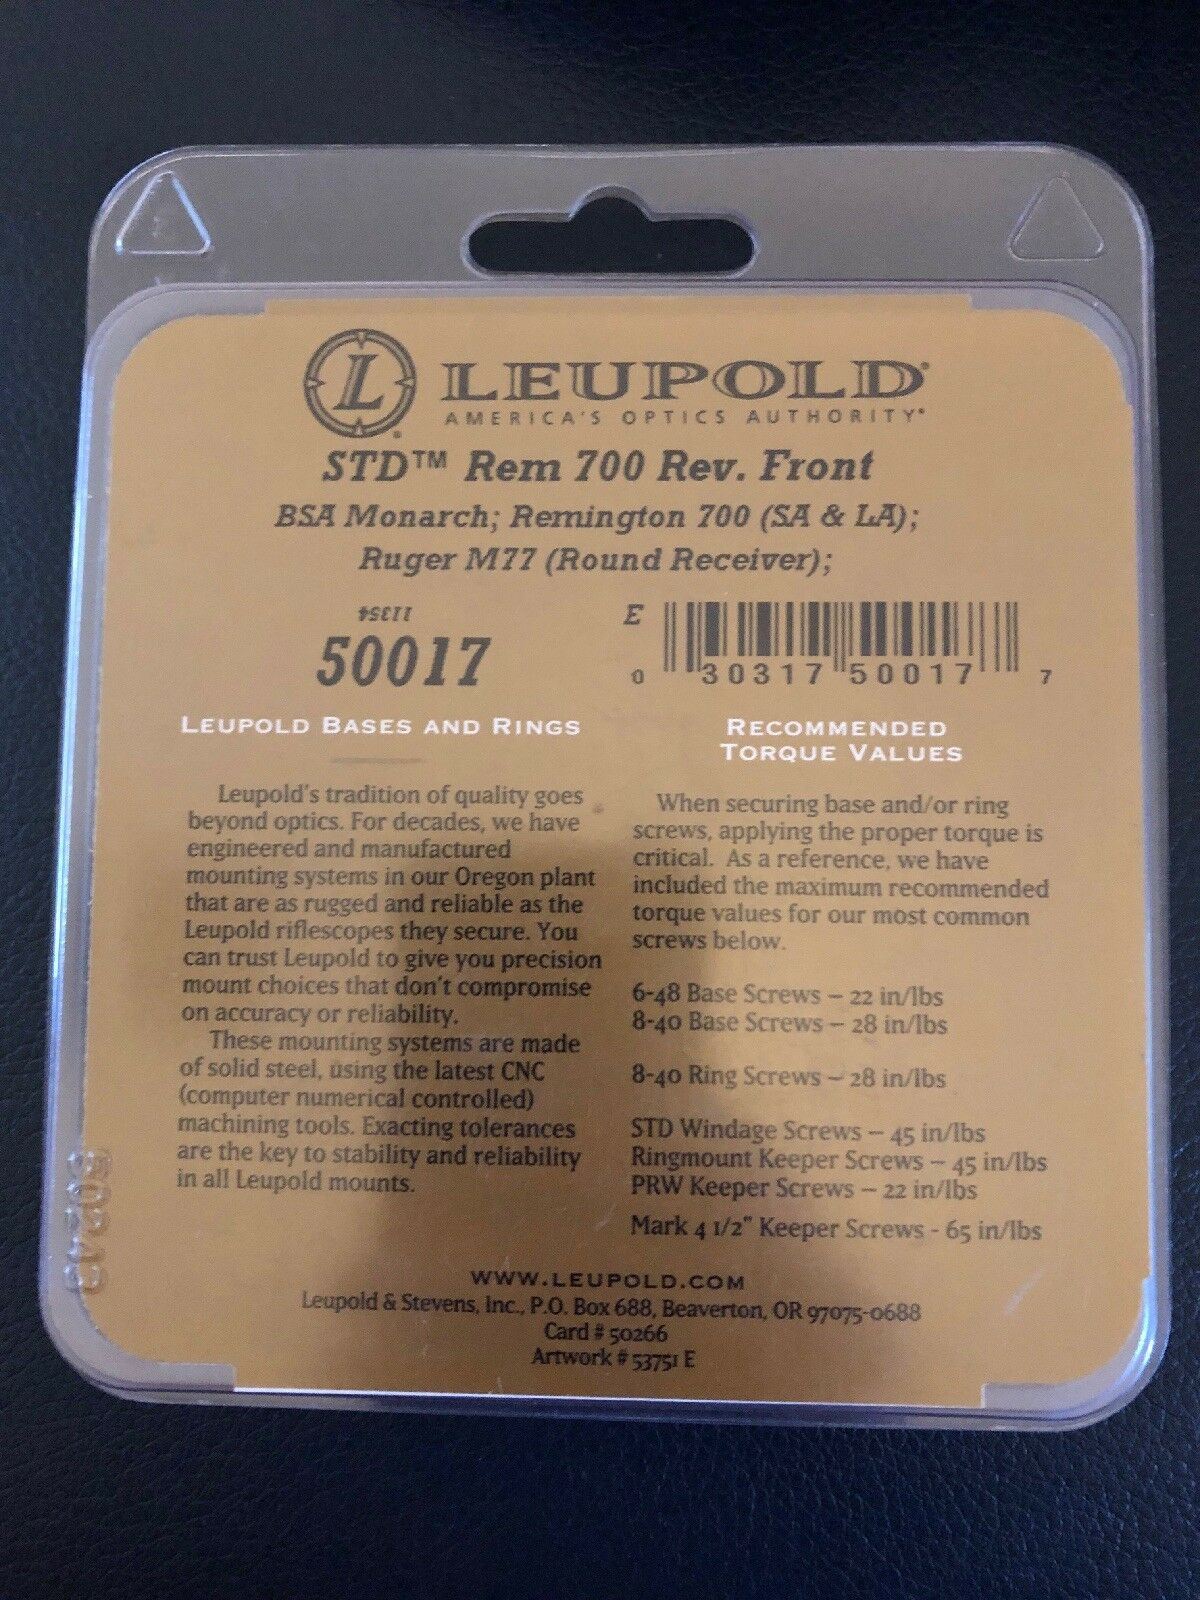 L
LEUPOLD®
AMERICA'S OPTICS AUTHORITY®
STD™ Rem 700 Rev. Front
BSA Monarch; Remington 700 (SA & LA);
Ruger M77 (Round Receiver);
11354
50017
E
0 30317 50017 7
LEUPOLD BASES AND RINGS
Leupold's tradition of quality goes
beyond optics. For decades, we have
engineered and manufactured
mounting systems in our Oregon plant
that are as rugged and reliable as the
Leupold riflescopes they secure. You
can trust Leupold to give you precision
mount choices that don't compromise
on accuracy or reliability.
These mounting systems are made
of solid steel, using the latest CNC
(computer numerical controlled)
machining tools. Exacting tolerances
are the key to stability and reliability
in all Leupold mounts.
RECOMMENDED
TORQUE VALUES
When securing base and/or ring
screws, applying the proper torque is
critical. As a reference, we have
included the maximum recommended
torque values for our most common
screws below.
6-48 Base Screws – 22 in/lbs
8-40 Base Screws – 28 in/lbs
8-40 Ring Screws – 28 in/lbs
STD Windage Screws – 45 in/lbs
Ringmount Keeper Screws – 45 in/lbs
PRW Keeper Screws – 22 in/lbs
Mark 4 1/2" Keeper Screws - 65 in/lbs
WWW.LEUPOLD.COM
Leupold & Stevens, Inc., P.O. Box 688, Beaverton, OR 97075-0688
Card # 50266
Artwork # 53751 E